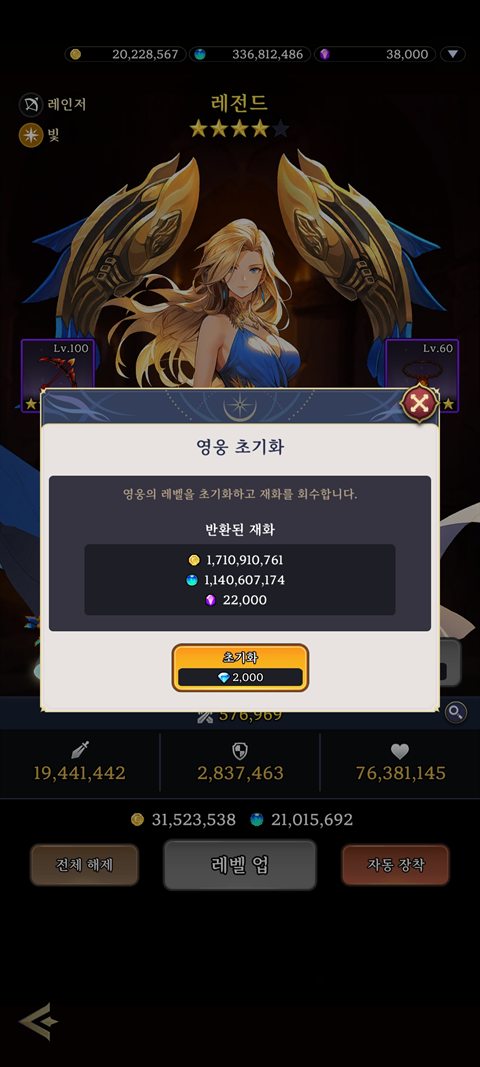 20,228,567 336,812,486 38,000
레인저
레전드
빛
Lv.100 Lv.60
영웅 초기화
영웅의 레벨을 초기화하고 재화를 회수합니다.
반환된 재화
1,710,910,761
1,140,607,174
22,000
초기화
2,000
576,969
19,441,442 2,837,463 76,381,145
31,523,538 21,015,692
전체 해제 레벨 업 자동 장착